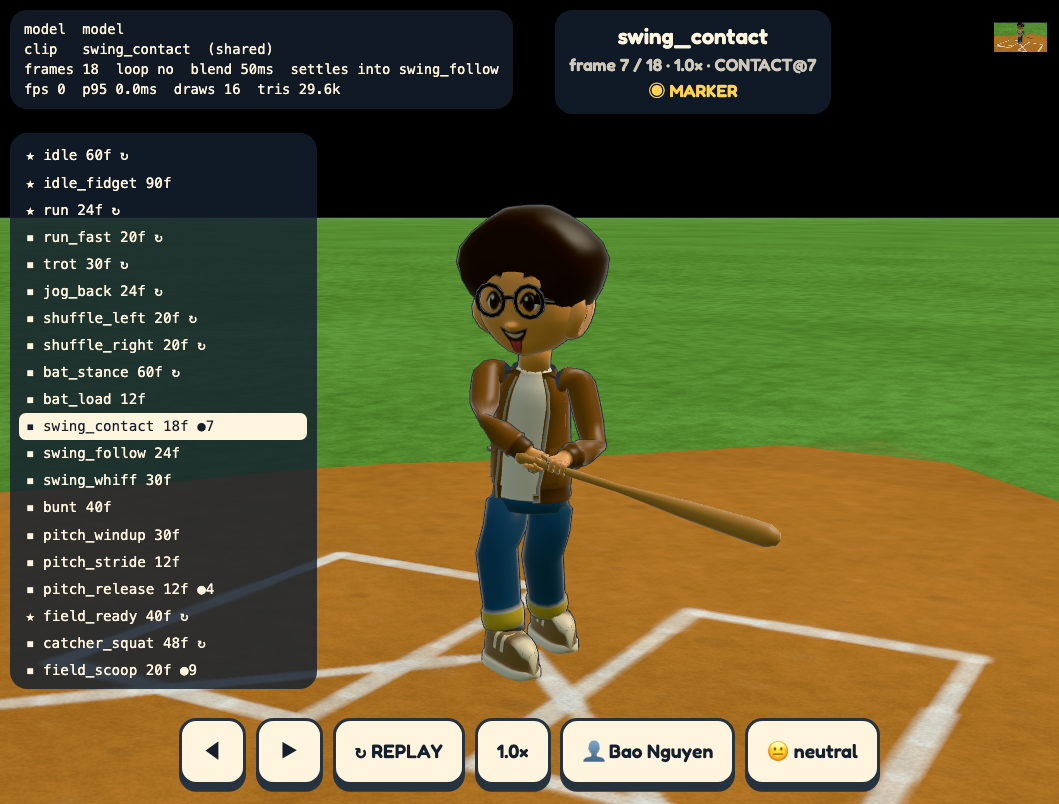 model model
clip swing_contact (shared)
frames 18 loop no blend 50ms settles into swing_follow
fps 0 p95 0.0ms draws 16 tris 29.6k
swing_contact
frame 7 / 18 · 1.0× · CONTACT@7
◉ MARKER
★ idle 60f ↻
★ idle_fidget 90f
★ run 24f ↻
▪ run_fast 20f ↻
▪ trot 30f ↻
▪ jog_back 24f ↻
▪ shuffle_left 20f ↻
▪ shuffle_right 20f ↻
▪ bat_stance 60f ↻
▪ bat_load 12f
▪ swing_contact 18f ●7
▪ swing_follow 24f
▪ swing_whiff 30f
▪ bunt 40f
▪ pitch_windup 30f
▪ pitch_stride 12f
▪ pitch_release 12f ●4
★ field_ready 40f ↻
▪ catcher_squat 48f ↻
▪ field_scoop 20f ●9
◀ ▶ ↻ REPLAY 1.0× 👤 Bao Nguyen 😐 neutral